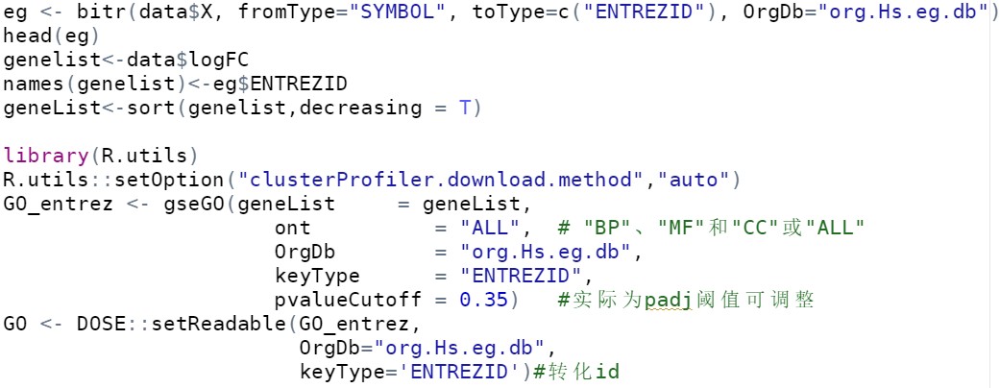 eg <- bitr(data$X, fromType="SYMBOL", toType=c("ENTREZID"), OrgDb="org.Hs.eg.db")
head(eg)
genelist<-data$logFC
names(genelist)<-eg$ENTREZID
geneList<-sort(genelist,decreasing = T)
library(R.utils)
R.utils::setOption("clusterProfiler.download.method","auto")
GO_entrez <- gseGO(geneList     = geneList,
                      ont          = "ALL",  # "BP"、"MF"和"CC"或"ALL"
                      OrgDb        = "org.Hs.eg.db",
                      keyType      = "ENTREZID",
                      pvalueCutoff = 0.35)   #实际为padj阈值可调整
GO <- DOSE::setReadable(GO_entrez,
                        OrgDb="org.Hs.eg.db",
                        keyType='ENTREZID')#转化id